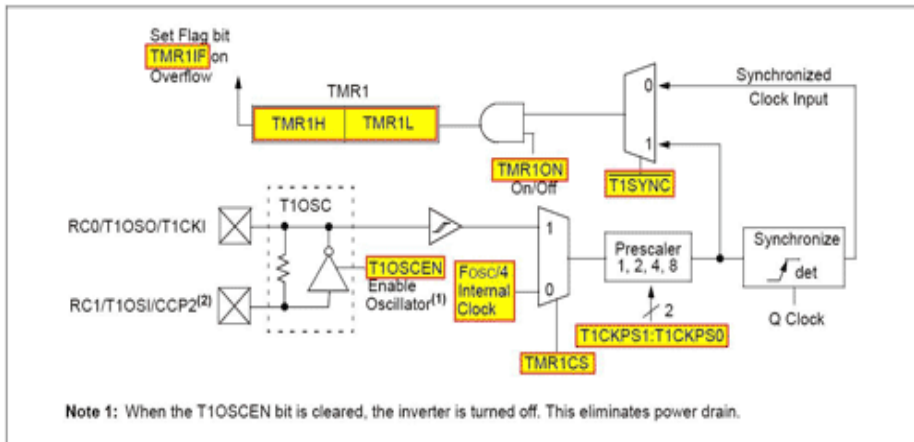 Set Flag bit
TMR1IF on
Overflow
TMR1
TMR1H TMR1L
TMR1ON
On/Off
0
1
T1SYNC
Synchronized
Clock Input
RC0/T1OSO/T1CKI
T1OSC
RC1/T1OSI/CCP2(2)
T1OSCEN
Enable
Oscillator(1)
FOSC/4
Internal
Clock
1
0
TMR1CS
Prescaler
1, 2, 4, 8
2
T1CKPS1:T1CKPS0
Synchronize
det
Q Clock
Note 1: When the T1OSCEN bit is cleared, the inverter is turned off. This eliminates power drain.